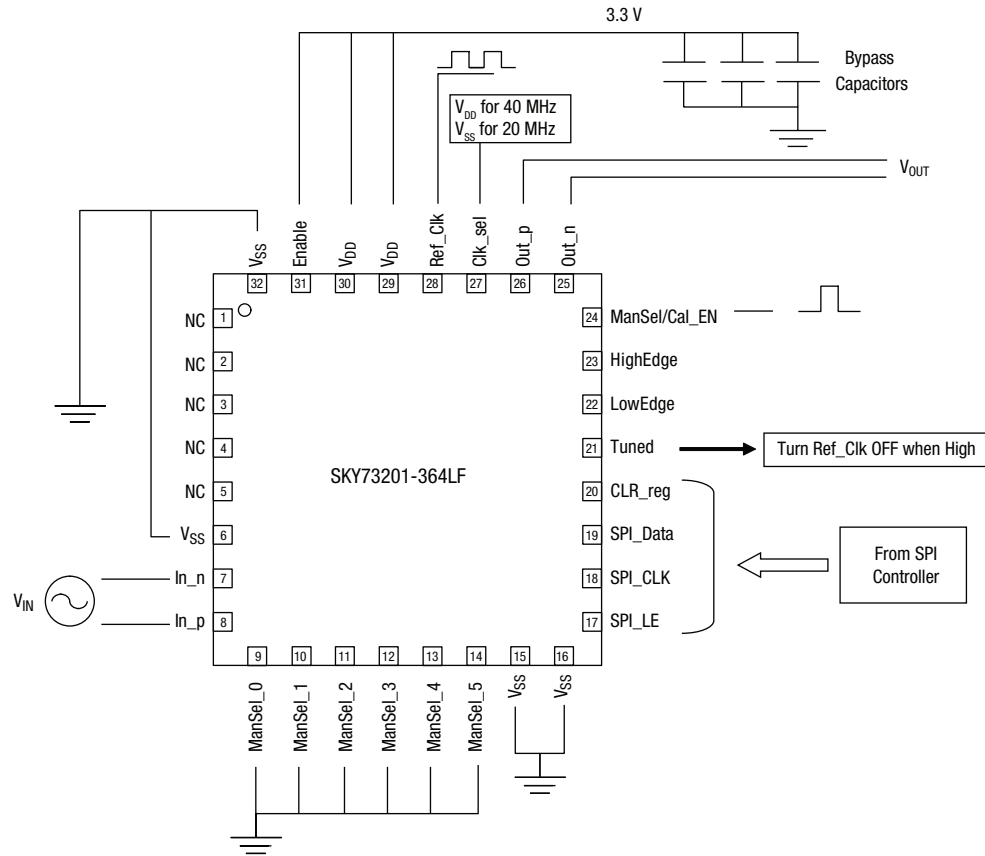 3.3 V
Bypass
Capacitors
V_DD for 40 MHz
V_SS for 20 MHz
V_OUT
V_SS
Enable
V_DD
V_DD
Ref_Clk
Clk_sel
Out_p
Out_n
32
31
30
29
28
27
26
25
NC 1
NC 2
NC 3
NC 4
NC 5
V_SS 6
In_n 7
In_p 8
V_IN
SKY73201-364LF
24 ManSel/Cal_EN
23 HighEdge
22 LowEdge
21 Tuned
Turn Ref_Clk OFF when High
20 CLR_reg
19 SPI_Data
18 SPI_CLK
17 SPI_LE
From SPI
Controller
9
10
11
12
13
14
15
16
ManSel_0
ManSel_1
ManSel_2
ManSel_3
ManSel_4
ManSel_5
V_SS
V_SS